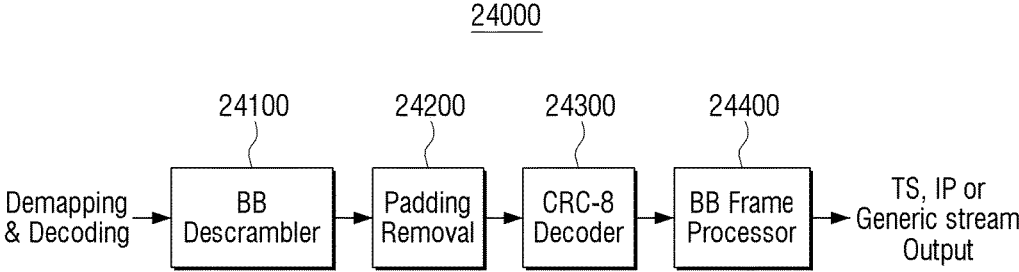 24000
24100
24200
24300
24400
Demapping
& Decoding
BB
Descrambler
Padding
Removal
CRC-8
Decoder
BB Frame
Processor
TS, IP or
Generic stream
Output